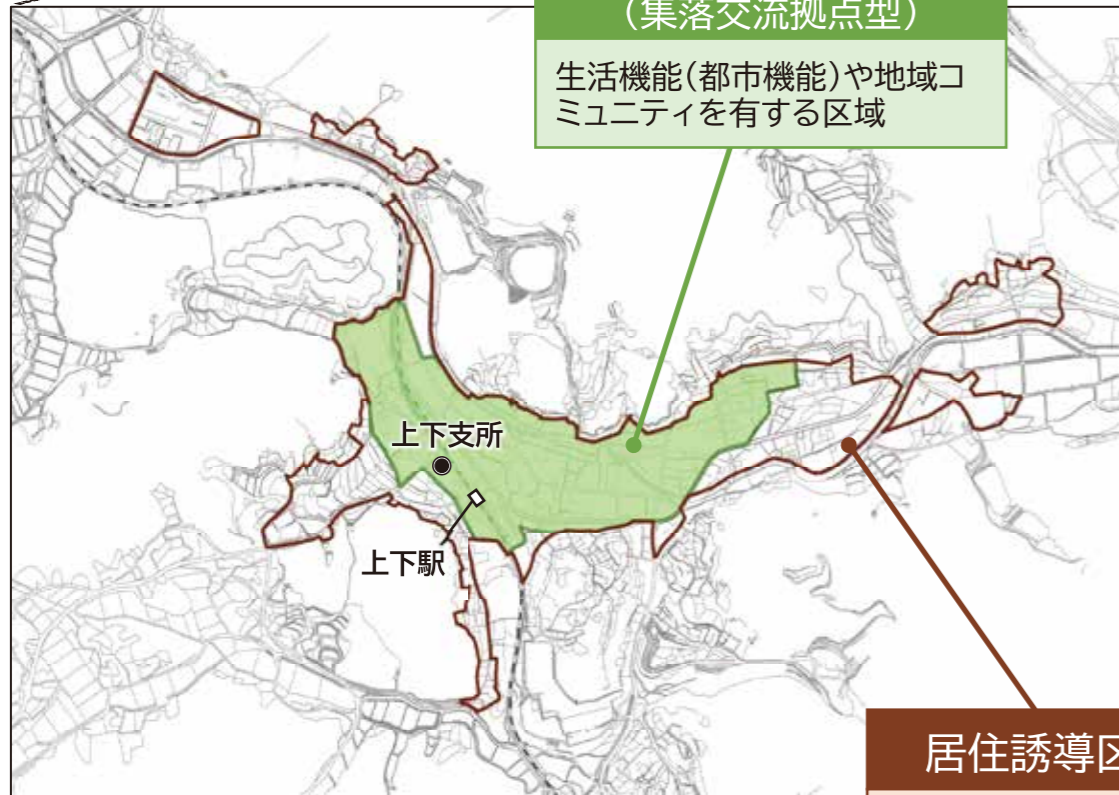 (集落交流拠点型)
生活機能(都市機能)や地域コ
ミュニティを有する区域
上下支所
上下駅
居住誘導区